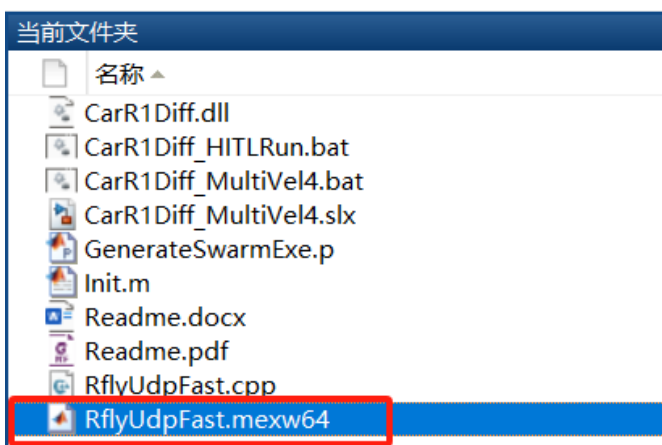 当前文件夹
名称
CarR1Diff.dll
CarR1Diff_HITLRun.bat
CarR1Diff_MultiVel4.bat
CarR1Diff_MultiVel4.slx
GenerateSwarmExe.p
Init.m
Readme.docx
Readme.pdf
RflyUdpFast.cpp
RflyUdpFast.mexw64